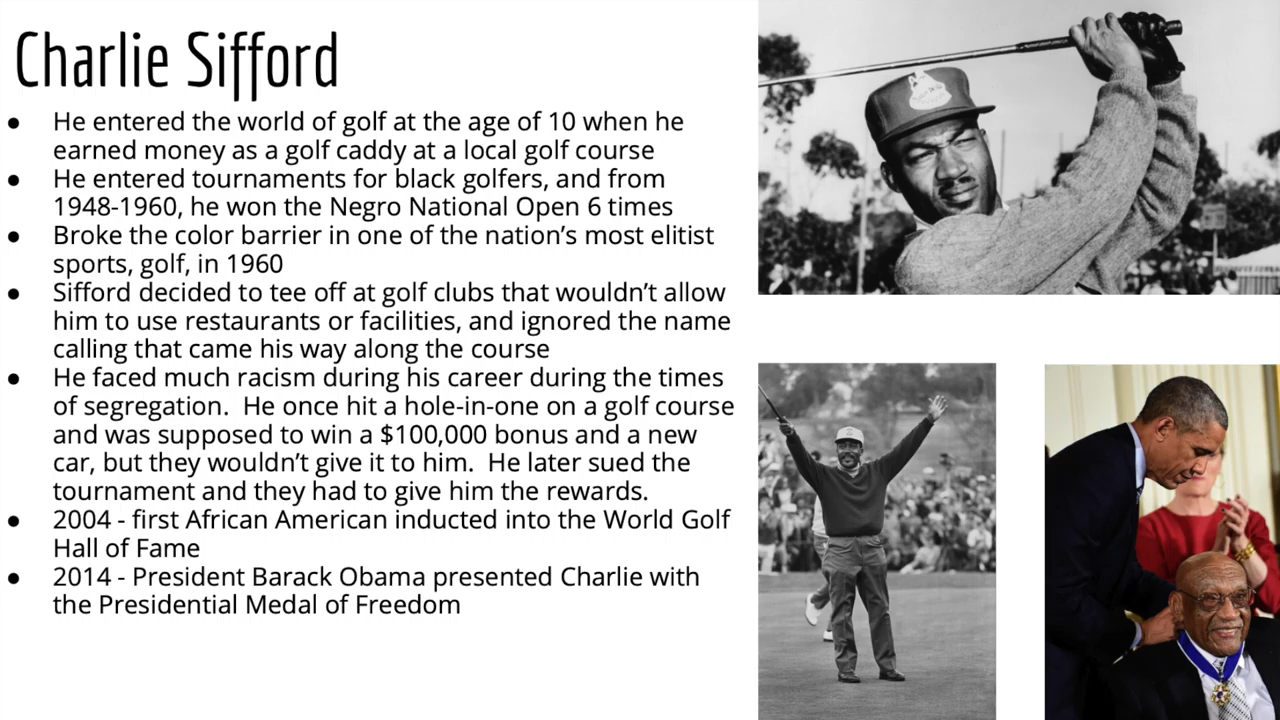 Charlie Sifford
● He entered the world of golf at the age of 10 when he
earned money as a golf caddy at a local golf course
● He entered tournaments for black golfers, and from
1948-1960, he won the Negro National Open 6 times
● Broke the color barrier in one of the nation’s most elitist
sports, golf, in 1960
● Sifford decided to tee off at golf clubs that wouldn’t allow
him to use restaurants or facilities, and ignored the name
calling that came his way along the course
● He faced much racism during his career during the times
of segregation.  He once hit a hole-in-one on a golf course
and was supposed to win a $100,000 bonus and a new
car, but they wouldn’t give it to him.  He later sued the
tournament and they had to give him the rewards.
● 2004 - first African American inducted into the World Golf
Hall of Fame
● 2014 - President Barack Obama presented Charlie with
the Presidential Medal of Freedom